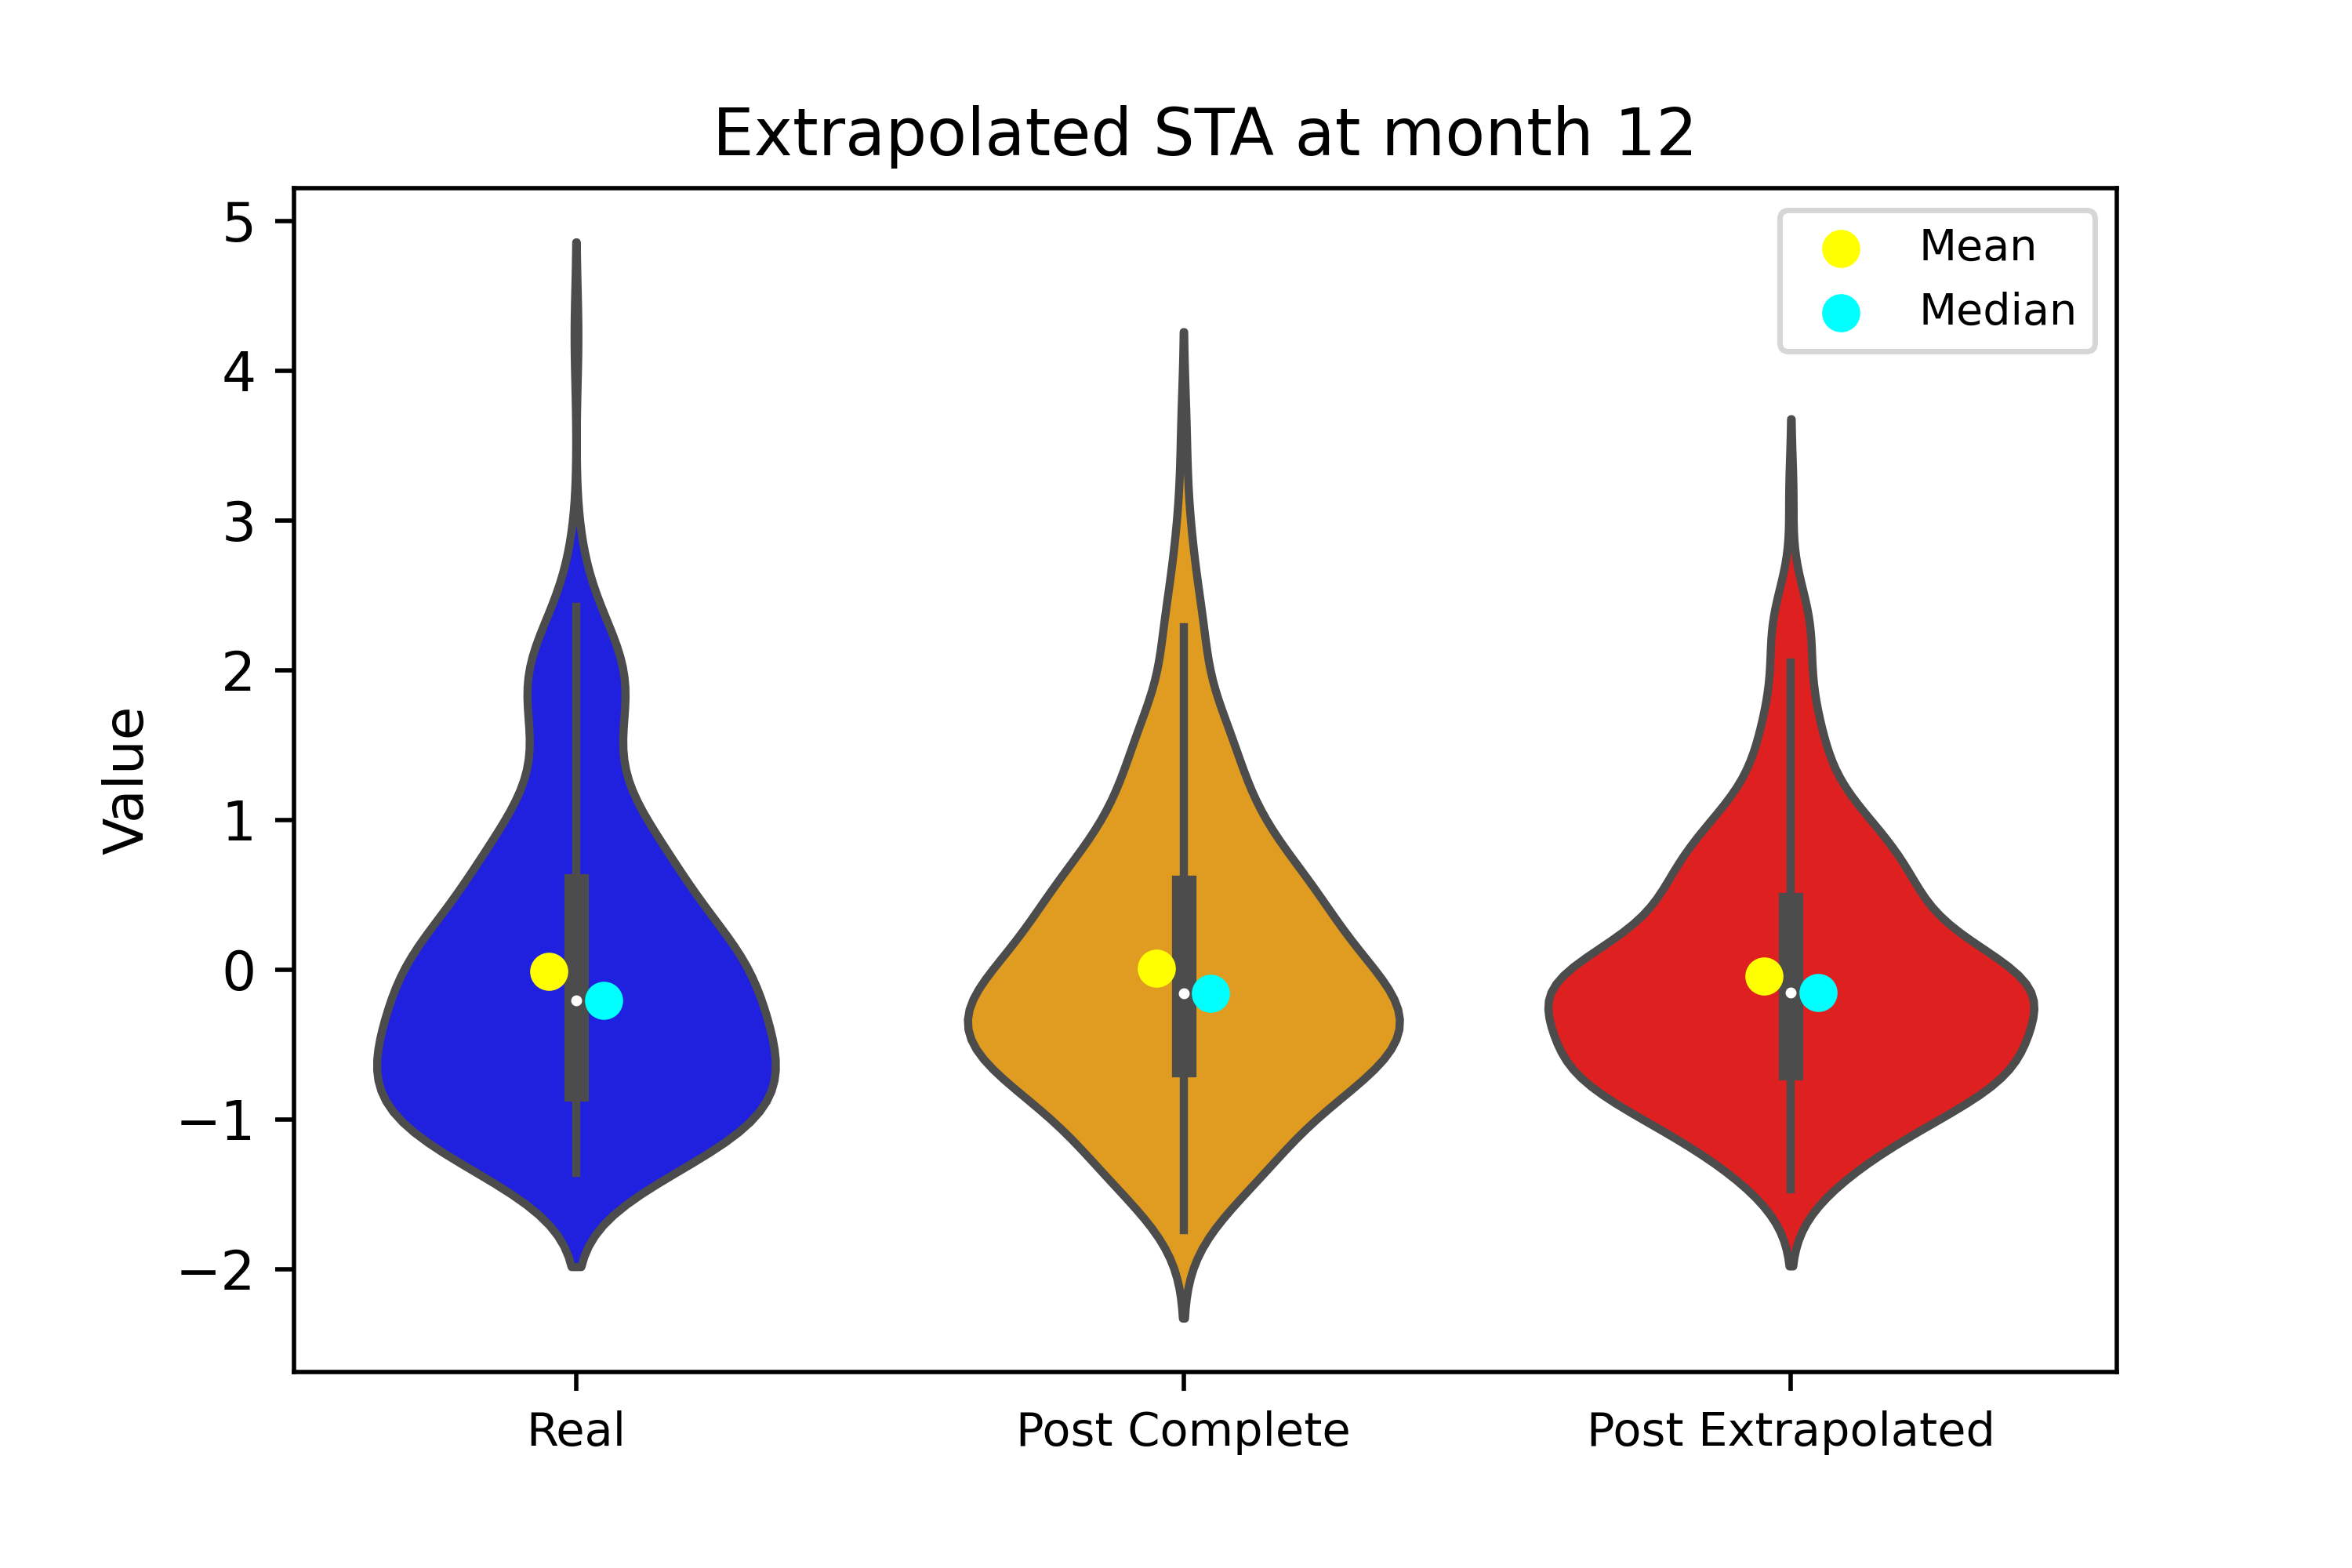 Extrapolated STA at month 12
5
4
3
2
1
0
−1
−2
Value
Mean
Median
Real
Post Complete
Post Extrapolated